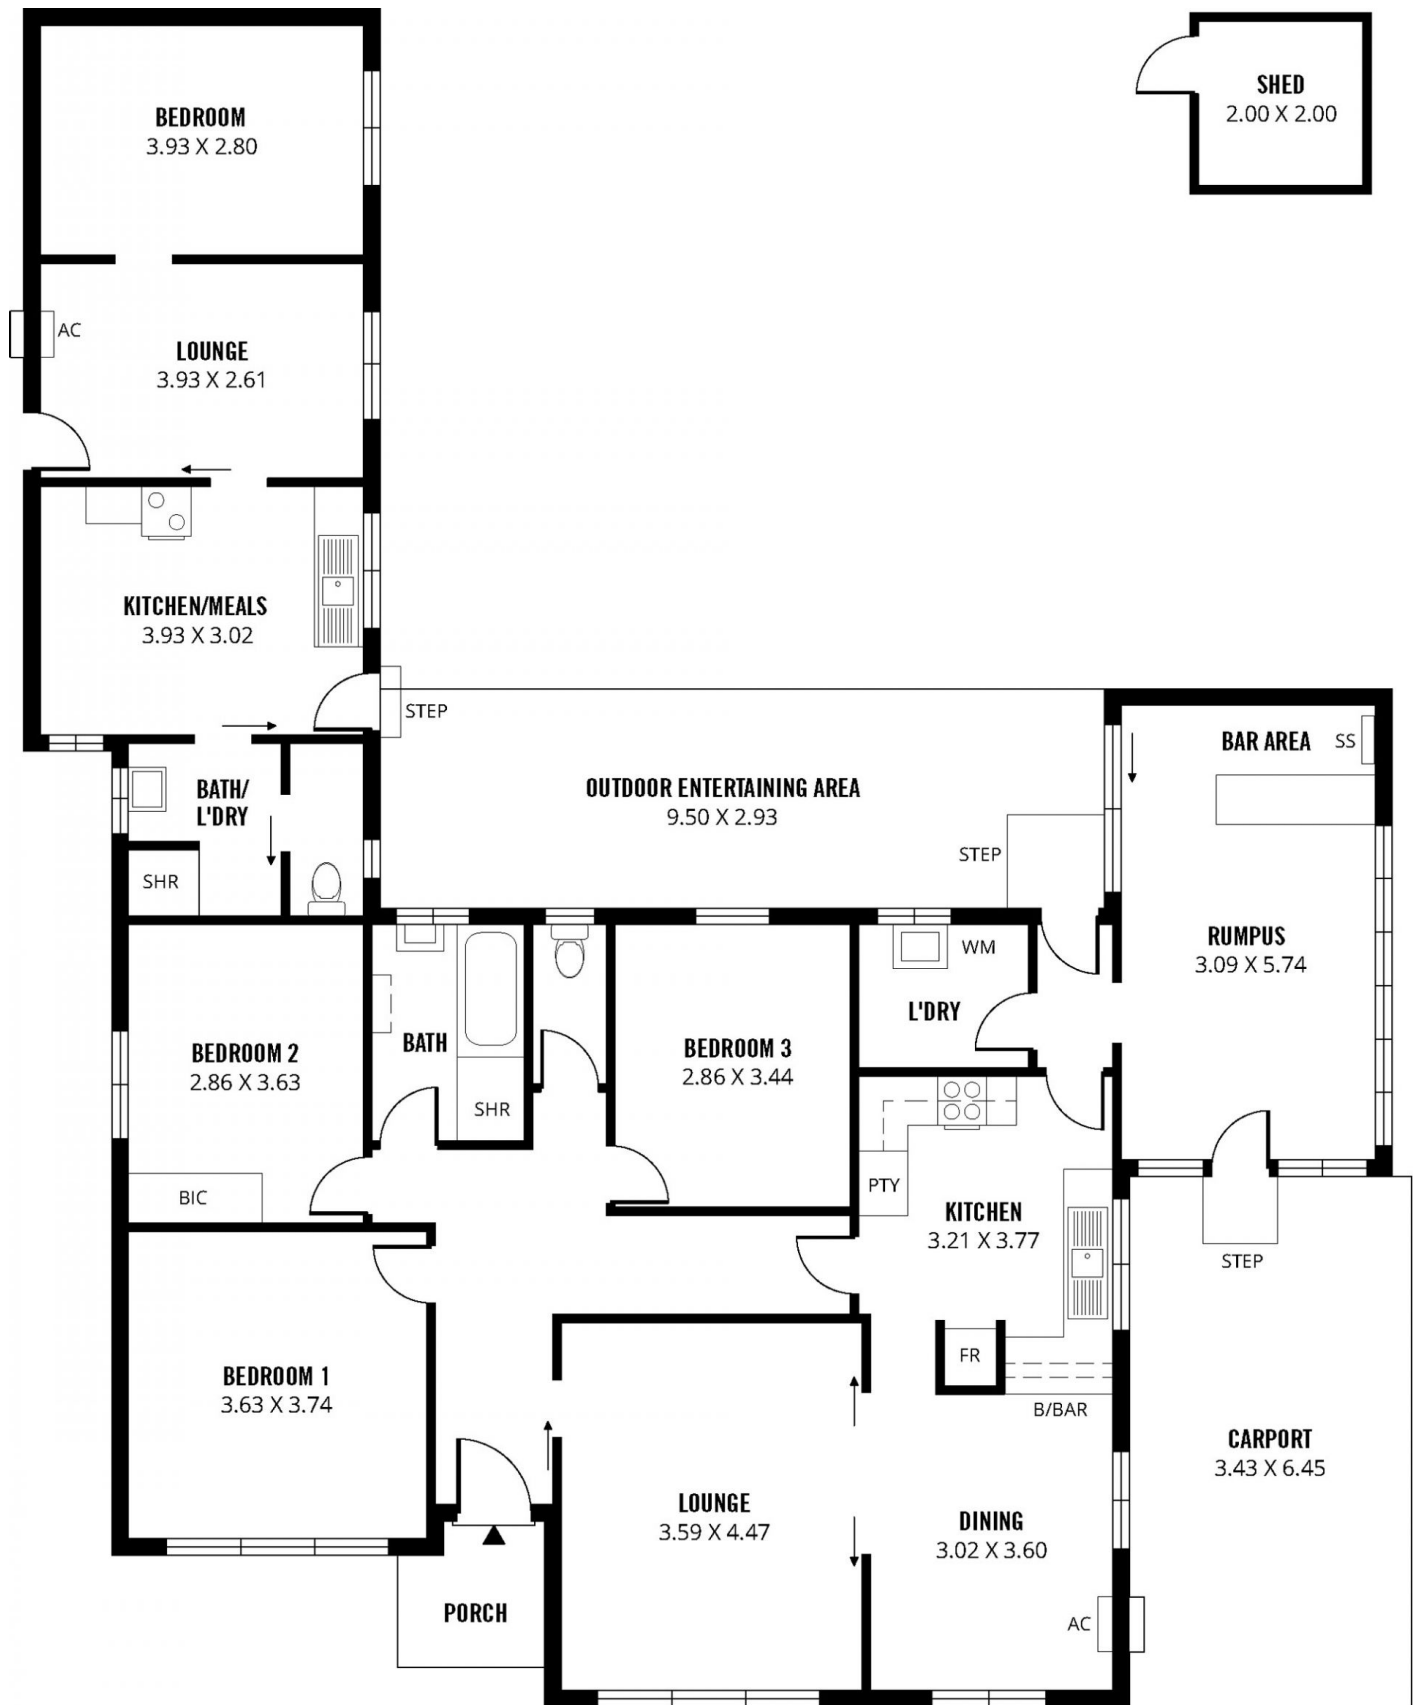 BEDROOM
3.93 X 2.80
SHED
2.00 X 2.00
AC
LOUNGE
3.93 X 2.61
KITCHEN/MEALS
3.93 X 3.02
STEP
BATH/
L'DRY
SHR
OUTDOOR ENTERTAINING AREA
9.50 X 2.93
STEP
BAR AREA
SS
RUMPUS
3.09 X 5.74
BEDROOM 2
2.86 X 3.63
BIC
BATH
SHR
BEDROOM 3
2.86 X 3.44
WM
L'DRY
PTY
KITCHEN
3.21 X 3.77
STEP
FR
B/BAR
BEDROOM 1
3.63 X 3.74
LOUNGE
3.59 X 4.47
DINING
3.02 X 3.60
CARPORT
3.43 X 6.45
PORCH
AC